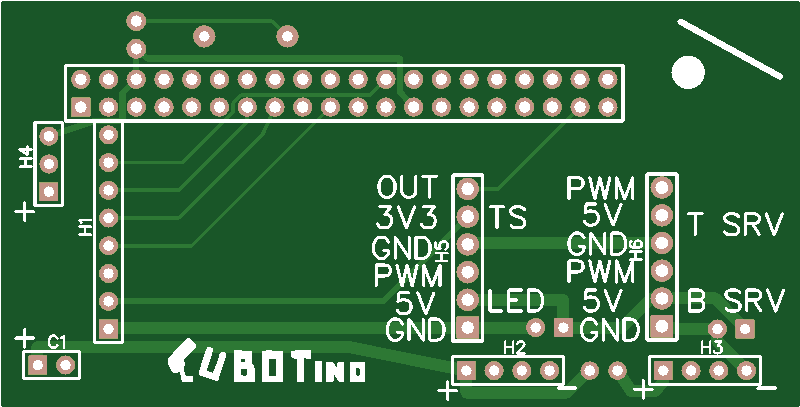 H4
+
H1
+
C1
CUBOTino
OUT
3V3
GND
PWM
5V
GND
H5
TS
LED
H2
+
−
PWM
5V
GND
PWM
5V
GND
H6
T SRV
B SRV
H3
+
−